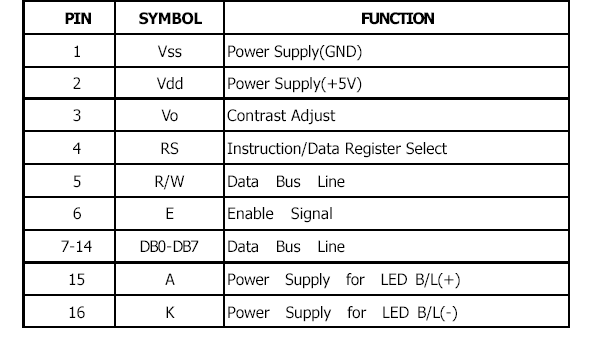 PIN SYMBOL FUNCTION
1 Vss Power Supply(GND)
2 Vdd Power Supply(+5V)
3 Vo Contrast Adjust
4 RS Instruction/Data Register Select
5 R/W Data Bus Line
6 E Enable Signal
7-14 DB0-DB7 Data Bus Line
15 A Power Supply for LED B/L(+)
16 K Power Supply for LED B/L(-)